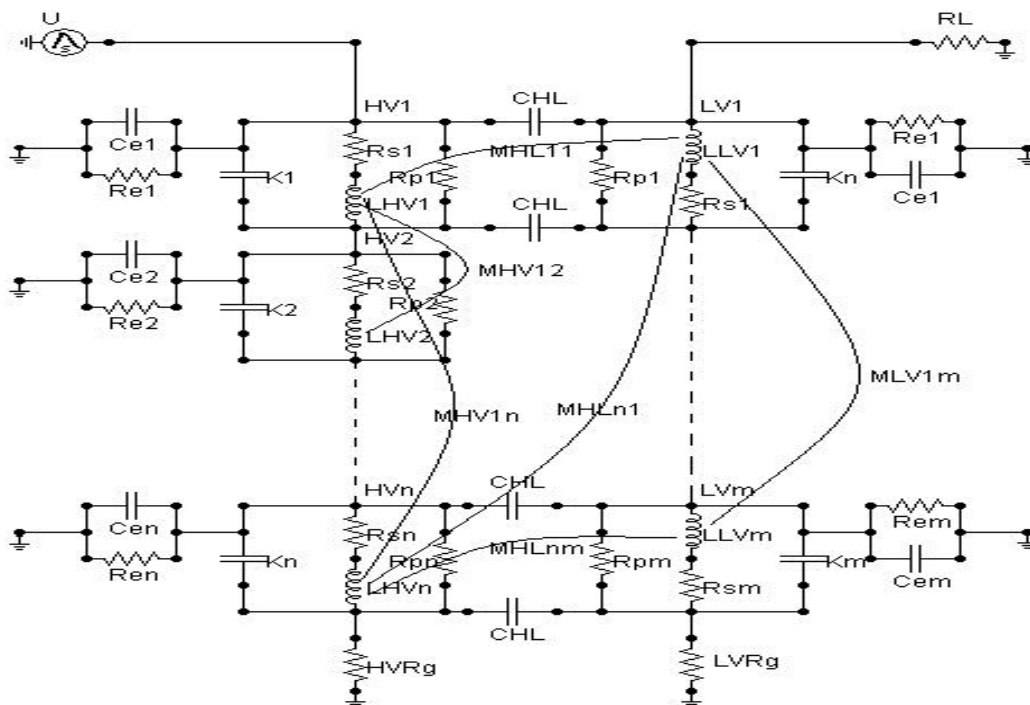 U RL
HV1 CHL LV1
Ce1 Rs1 MHL11 LLV1 Re1
Re1 K1 Rp1 Rp1 Kn
LHV1 CHL Rs1 Ce1
HV2
Ce2 Rs2 MHV12
Re2 K2 Rp2
LHV2
MLV1m
MHV1n MHLn1
HVn CHL LVm
Cen Rsn LLVm Rem
Ren Kn Rpn MHLnm Rpm Km
LHVn Rsm Cem
CHL
HVRg LVRg